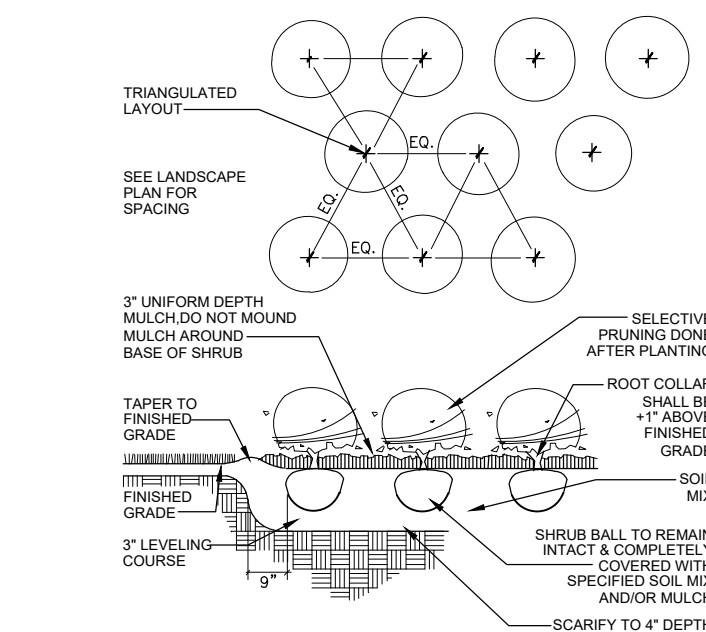 TRIANGULATED
LAYOUT
SEE LANDSCAPE
PLAN FOR
SPACING
EQ.
EQ.
EQ.
EQ.
3" UNIFORM DEPTH
MULCH,DO NOT MOUND
MULCH AROUND
BASE OF SHRUB
TAPER TO
FINISHED
GRADE
FINISHED
GRADE
3" LEVELING
COURSE
9"
SELECTIVE
PRUNING DONE
AFTER PLANTING
ROOT COLLAR
SHALL BE
+1" ABOVE
FINISHED
GRADE
SOIL
MIX
SHRUB BALL TO REMAIN
INTACT & COMPLETELY
COVERED WITH
SPECIFIED SOIL MIX
AND/OR MULCH
SCARIFY TO 4" DEPTH